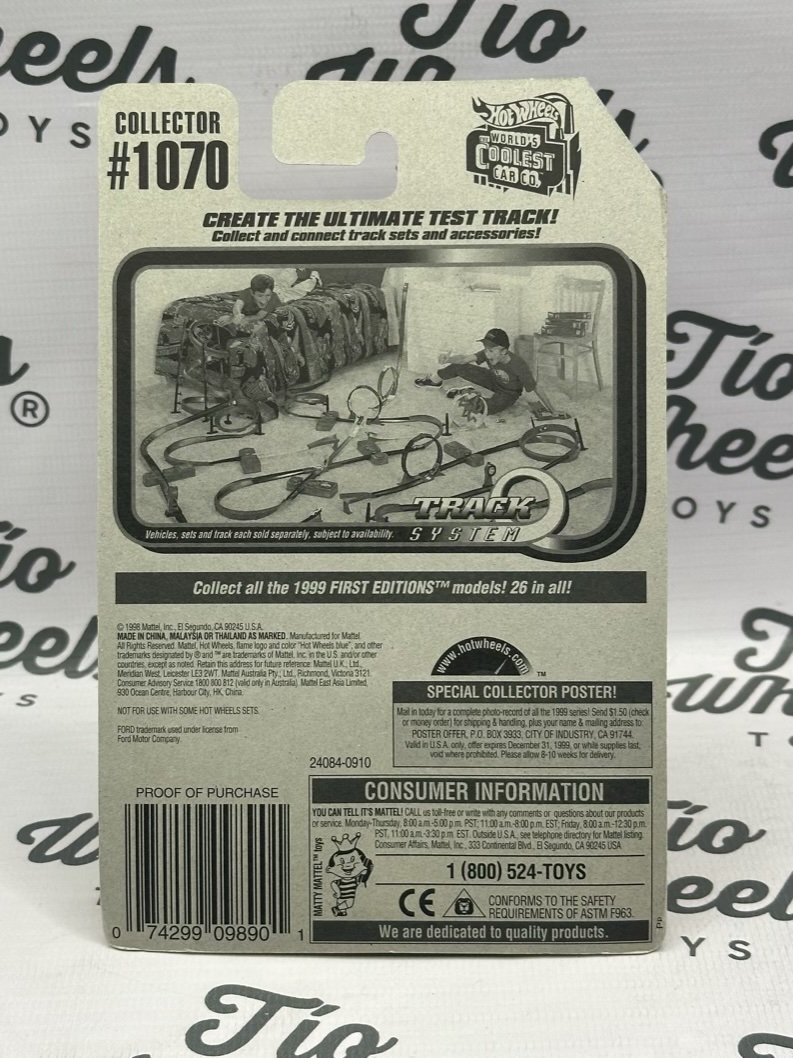 COLLECTOR
#1070
HOT WHEELS
THE WORLD'S
COOLEST
CAR CO.™
CREATE THE ULTIMATE TEST TRACK!
Collect and connect track sets and accessories!
TRACK
SYSTEM
Vehicles, sets and track each sold separately, subject to availability.
Collect all the 1999 FIRST EDITIONS™ models! 26 in all!
© 1998 Mattel, Inc., El Segundo, CA 90245 U.S.A.
MADE IN CHINA, MALAYSIA OR THAILAND AS MARKED. Manufactured for Mattel.
All Rights Reserved. Mattel, Hot Wheels, flame logo and color "Hot Wheels blue", and other
trademarks designated by ® and ™ are trademarks of Mattel, Inc. in the U.S. and/or other
countries, except as noted. Retain this address for future reference: Mattel U.K., Ltd.,
Meridian West, Leicester LE3 2WT. Mattel Australia Pty., Ltd., Richmond, Victoria 3121.
Consumer Advisory Service 1800 800 812 (valid only in Australia). Mattel East Asia Limited,
930 Ocean Centre, Harbour City, HK, China.
NOT FOR USE WITH SOME HOT WHEELS SETS.
FORD trademark used under license from
Ford Motor Company.
24084-0910
www.hotwheels.com™
SPECIAL COLLECTOR POSTER!
Mail in today for a complete photo-record of all the 1999 series! Send $1.50 (check
or money order) for shipping & handling, plus your name & mailing address to:
POSTER OFFER, P.O. BOX 3933, CITY OF INDUSTRY, CA 91744.
Valid in U.S.A. only, offer expires December 31, 1999, or while supplies last,
void where prohibited. Please allow 8-10 weeks for delivery.
PROOF OF PURCHASE
0 74299 09890 1
CONSUMER INFORMATION
YOU CAN TELL IT'S MATTEL! CALL us toll-free or write with any comments or questions about our products
or service. Monday-Thursday, 8:00 a.m.-5:00 p.m. PST; 11:00 a.m.-8:00 p.m. EST; Friday, 8:00 a.m.-12:30 p.m.
PST, 11:00 a.m.-3:30 p.m. EST. Outside U.S.A., see telephone directory for Mattel listing.
Consumer Affairs, Mattel, Inc., 333 Continental Blvd., El Segundo, CA 90245 USA
MATTY MATTEL™ toys
1 (800) 524-TOYS
CE
CONFORMS TO THE SAFETY
REQUIREMENTS OF ASTM F963.
We are dedicated to quality products.
Tio
Wheels
TOYS
®